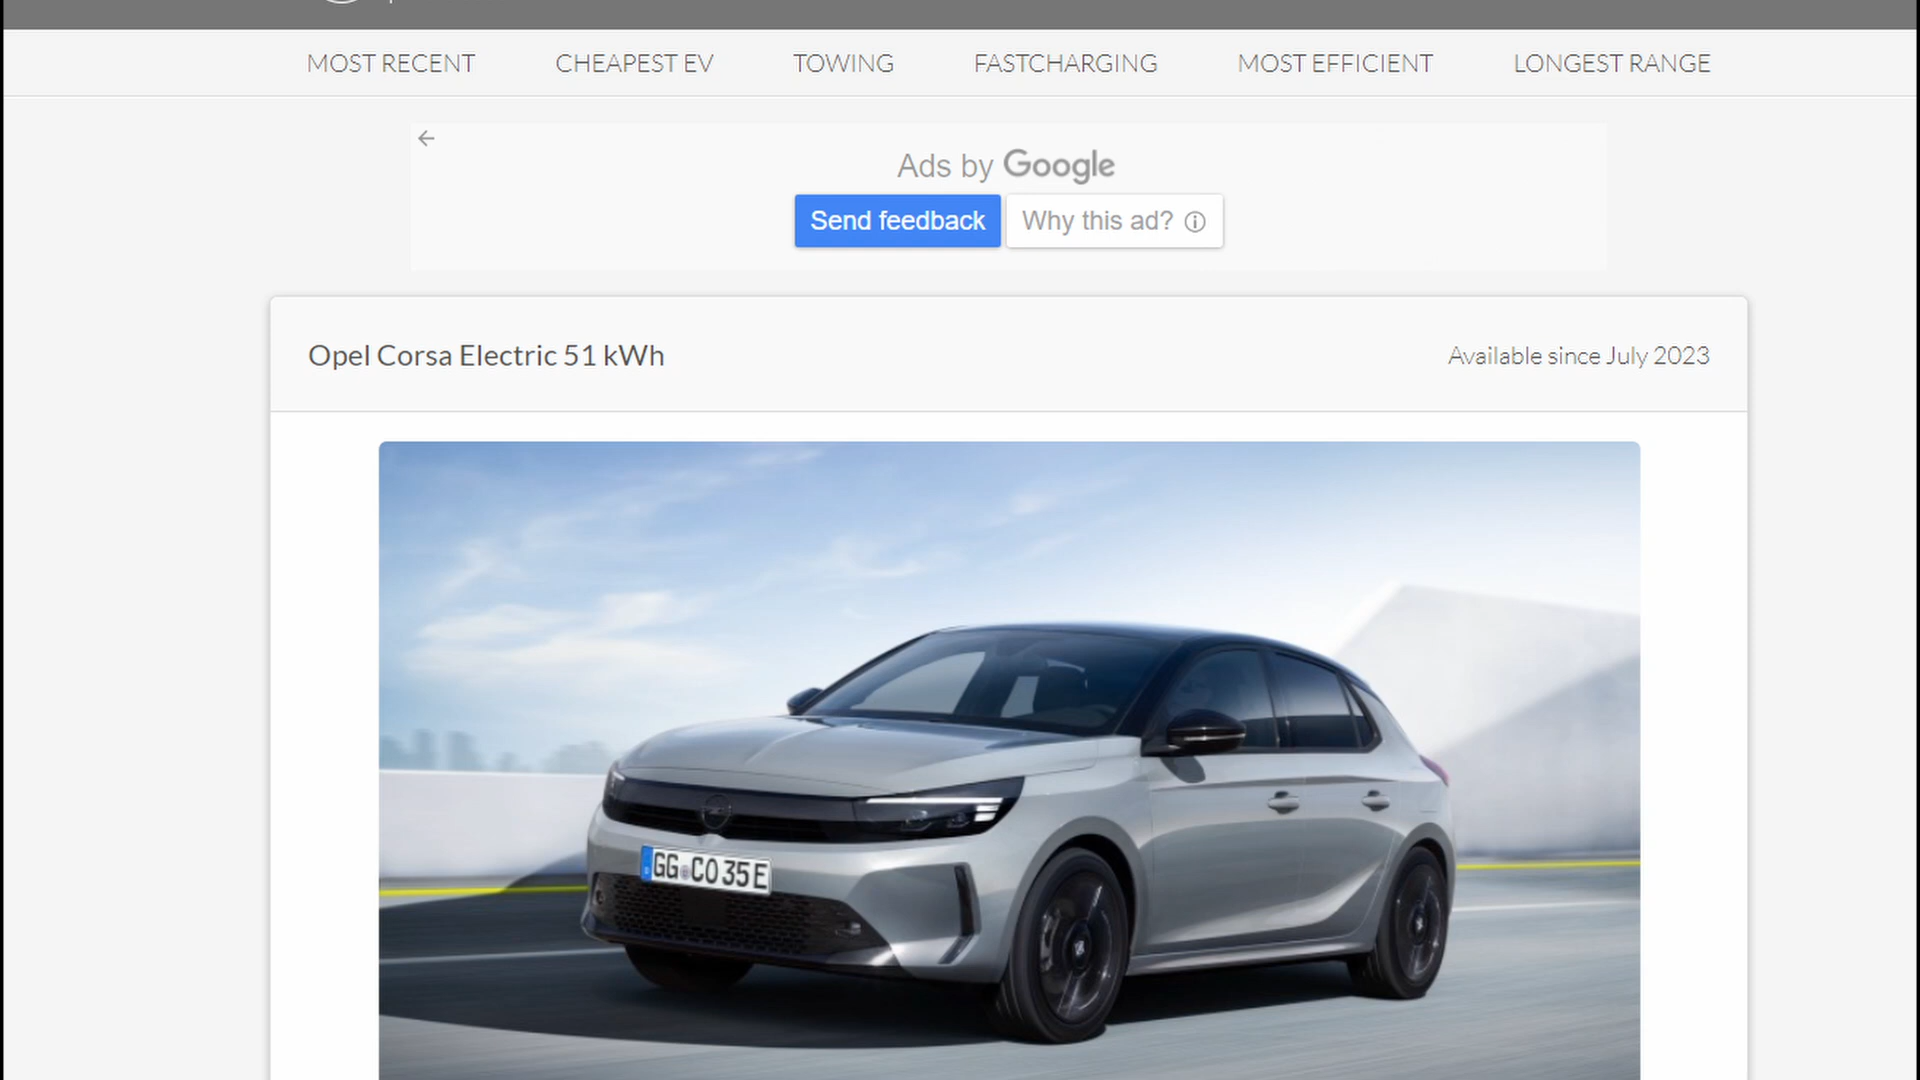 MOST RECENT CHEAPEST EV TOWING FASTCHARGING MOST EFFICIENT LONGEST RANGE
Ads by Google
Send feedback Why this ad?
Opel Corsa Electric 51 kWh Available since July 2023
GG CO 35 E